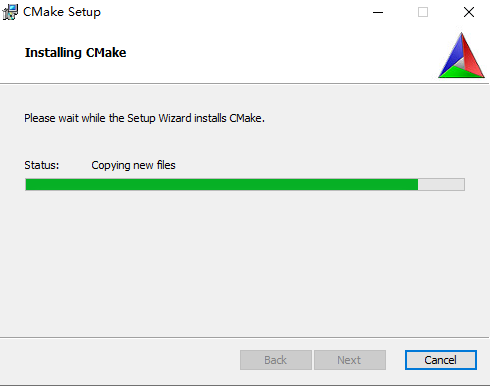 CMake Setup
Installing CMake
Please wait while the Setup Wizard installs CMake.
Status: Copying new files
Back Next Cancel